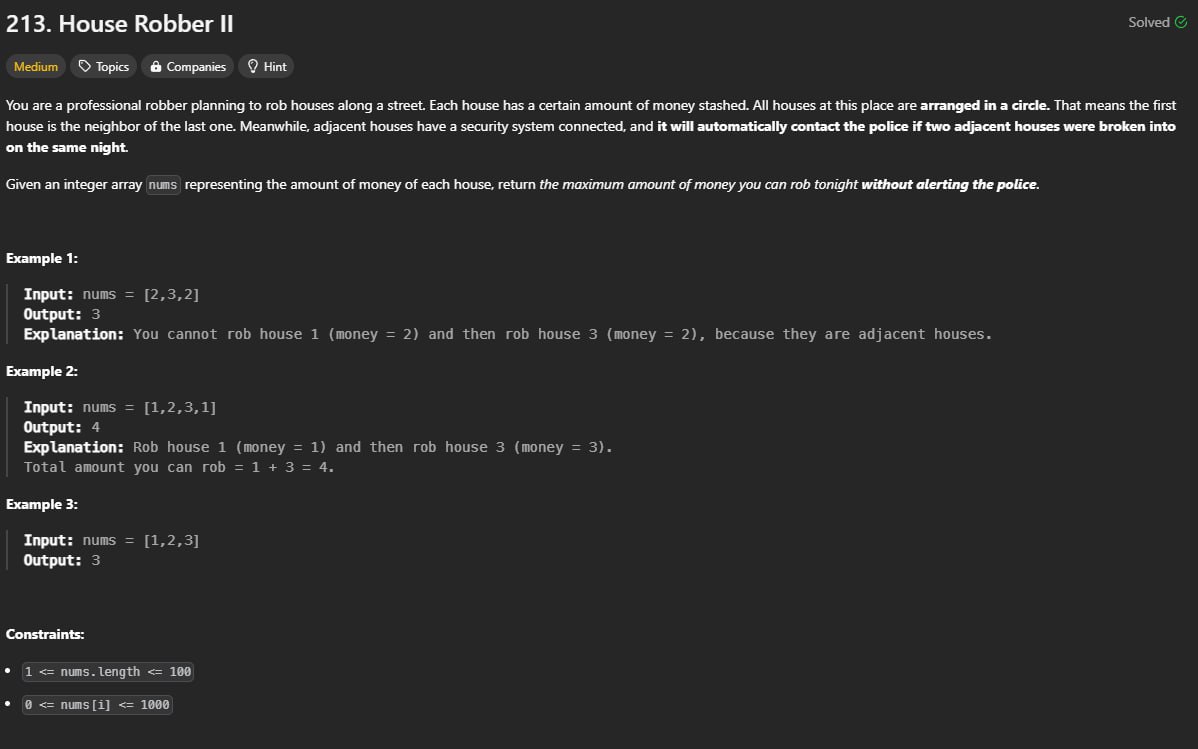 213. House Robber II
Solved
Medium Topics Companies Hint
You are a professional robber planning to rob houses along a street. Each house has a certain amount of money stashed. All houses at this place are arranged in a circle. That means the first
house is the neighbor of the last one. Meanwhile, adjacent houses have a security system connected, and it will automatically contact the police if two adjacent houses were broken into
on the same night.
Given an integer array nums representing the amount of money of each house, return the maximum amount of money you can rob tonight without alerting the police.
Example 1:
Input: nums = [2,3,2]
Output: 3
Explanation: You cannot rob house 1 (money = 2) and then rob house 3 (money = 2), because they are adjacent houses.
Example 2:
Input: nums = [1,2,3,1]
Output: 4
Explanation: Rob house 1 (money = 1) and then rob house 3 (money = 3).
Total amount you can rob = 1 + 3 = 4.
Example 3:
Input: nums = [1,2,3]
Output: 3
Constraints:
• 1 <= nums.length <= 100
• 0 <= nums[i] <= 1000